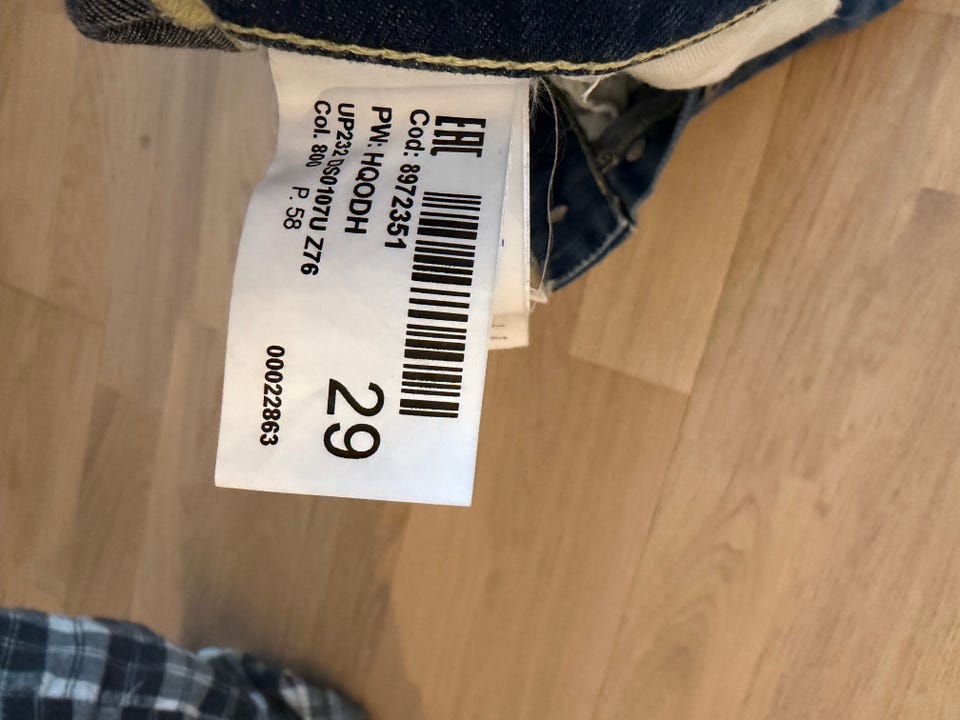 EAC
Cod: 8972351
PW: HQODH
UP232 DS0107U Z76
Col. 800 P. 58
29
00022863